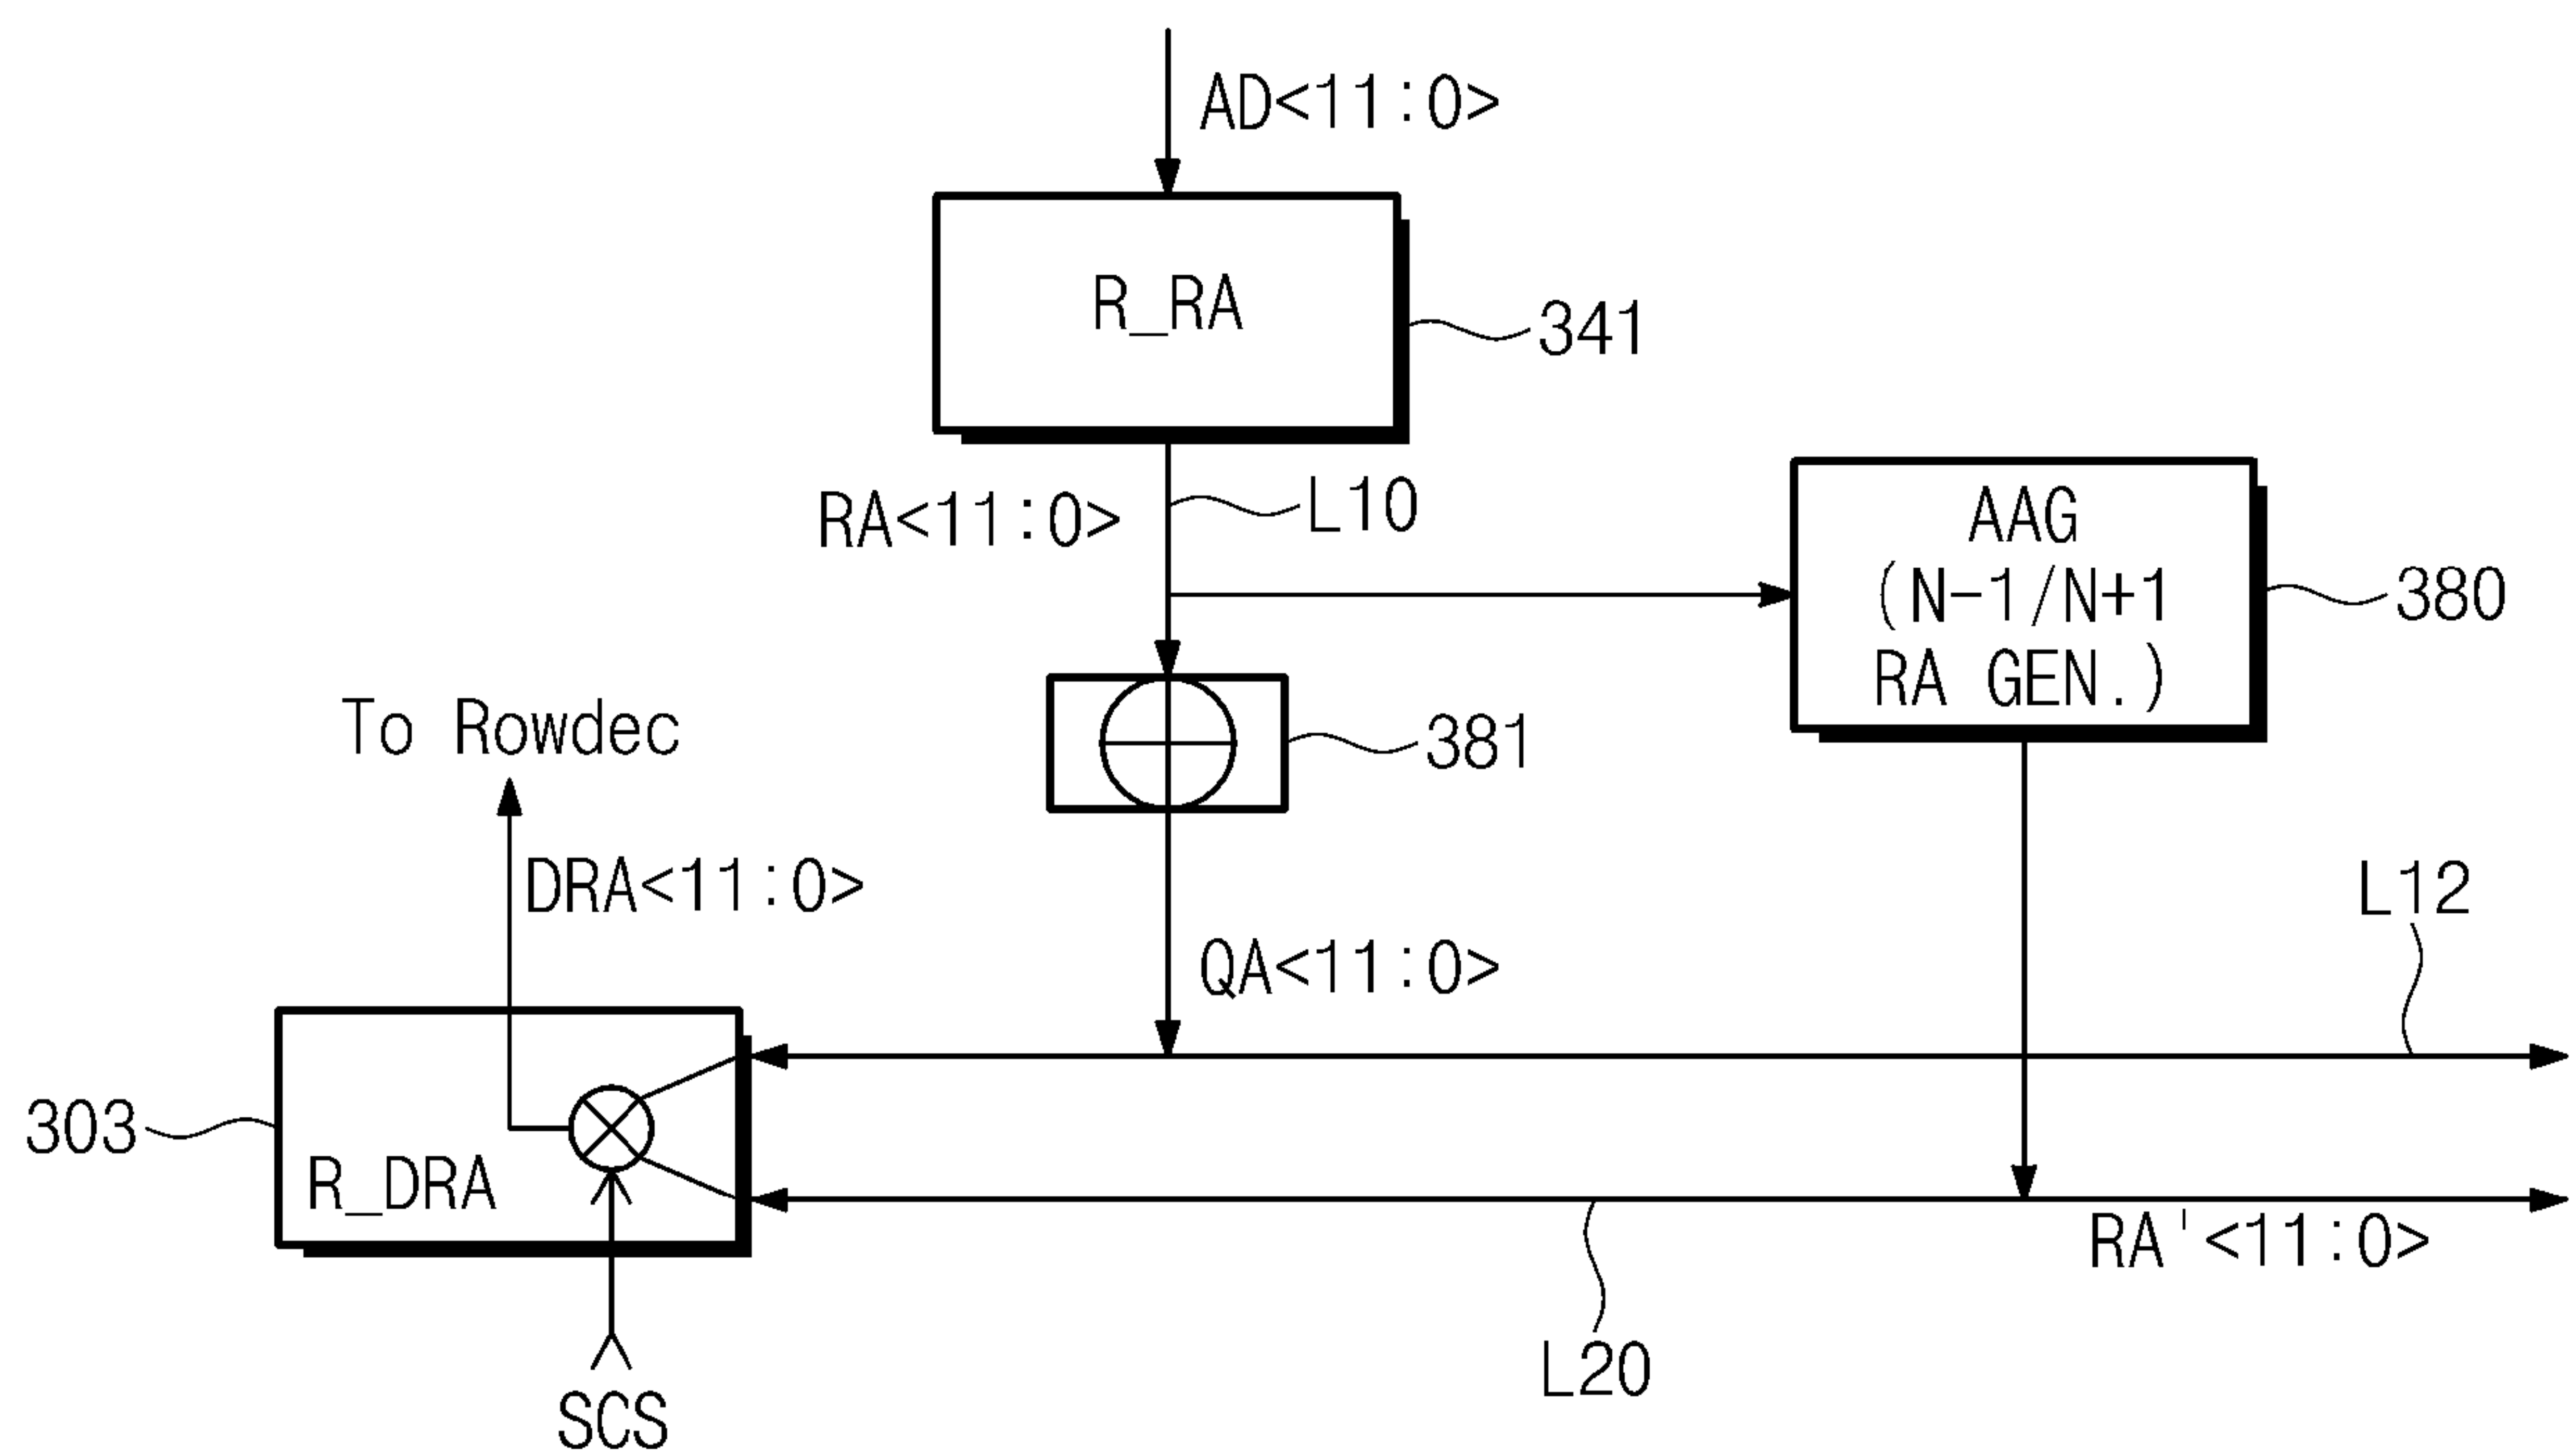 AD<11:0>
R_RA
341
RA<11:0>
L10
AAG
(N-1/N+1
RA GEN.)
380
To Rowdec
381
DRA<11:0>
L12
QA<11:0>
303
R_DRA
RA'<11:0>
L20
SCS